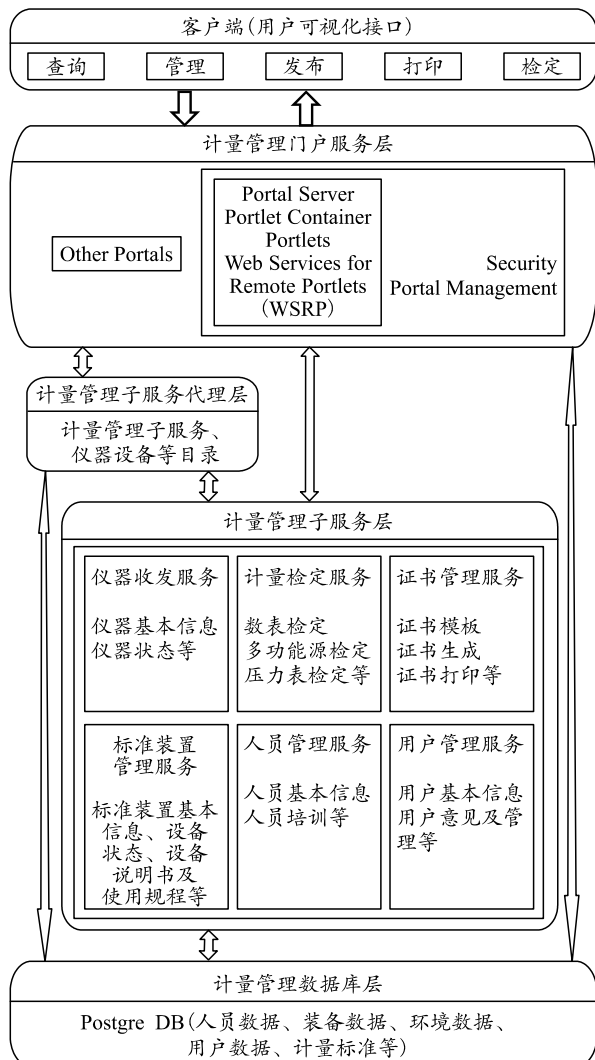 客户端(用户可视化接口)
查询
管理
发布
打印
检定
计量管理门户服务层
Other Portals
Portal Server
Portlet Container
Portlets
Web Services for
Remote Portlets
(WSRP)
Security
Portal Management
计量管理子服务代理层
计量管理子服务、
仪器设备等目录
计量管理子服务层
仪器收发服务
仪器基本信息
仪器状态等
计量检定服务
数表检定
多功能源检定
压力表检定等
证书管理服务
证书模板
证书生成
证书打印等
标准装置
管理服务
标准装置基本
信息、设备
状态、设备
说明书及
使用规程等
人员管理服务
人员基本信息
人员培训等
用户管理服务
用户基本信息
用户意见及管
理等
计量管理数据库层
Postgre DB(人员数据、装备数据、环境数据、
用户数据、计量标准等)